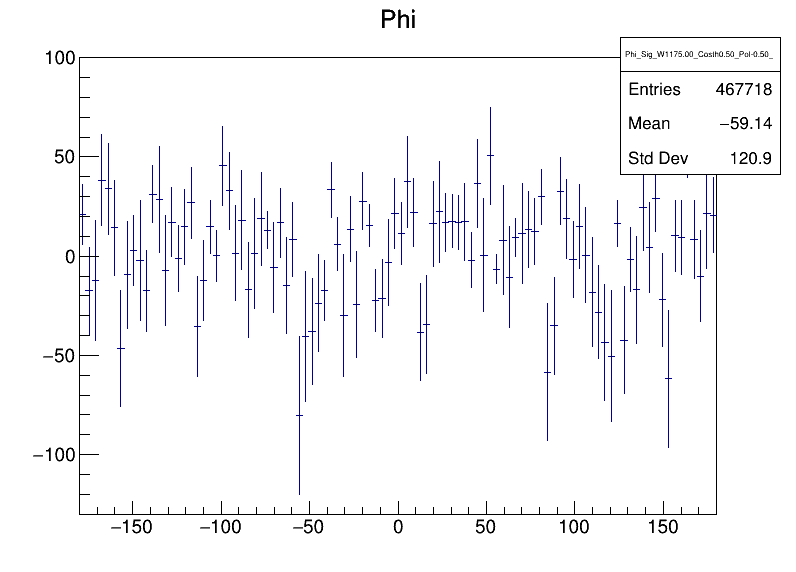 Phi
Phi_Sig_W1175.00_Costh0.50_Pol-0.50_
Entries 467718
Mean −59.14
Std Dev 120.9
100
50
0
−50
−100
−150 −100 −50 0 50 100 150